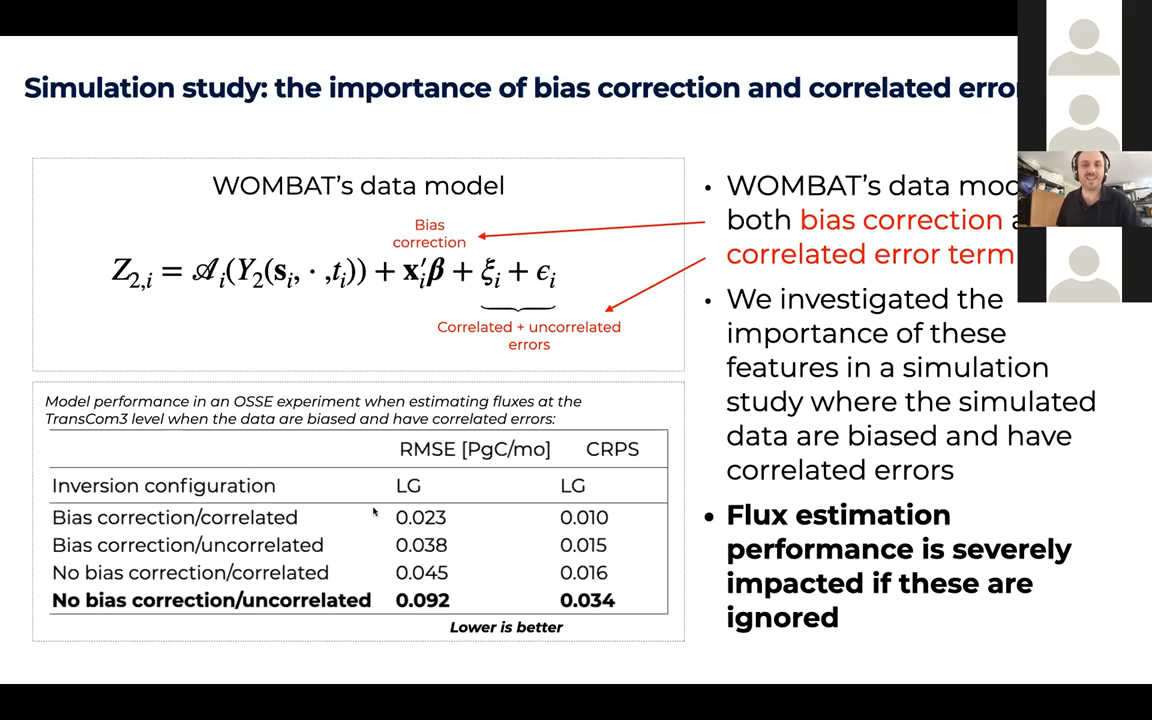 Simulation study: the importance of bias correction and correlated
WOMBAT's data model
Bias
correction
Z₂,ᵢ = 𝒜ᵢ(Y₂(sᵢ, · ,tᵢ)) + x′ᵢβ + ξᵢ + ϵᵢ
Correlated + uncorrelated
errors
Model performance in an OSSE experiment when estimating fluxes at the
TransCom3 level when the data are biased and have correlated errors:
RMSE [PgC/mo] CRPS
Inversion configuration LG LG
Bias correction/correlated 0.023 0.010
Bias correction/uncorrelated 0.038 0.015
No bias correction/correlated 0.045 0.016
No bias correction/uncorrelated 0.092 0.034
Lower is better
• WOMBAT's data
both bias correction
correlated error term
• We investigated the
importance of these
features in a simulation
study where the simulated
data are biased and have
correlated errors
• Flux estimation
performance is severely
impacted if these are
ignored